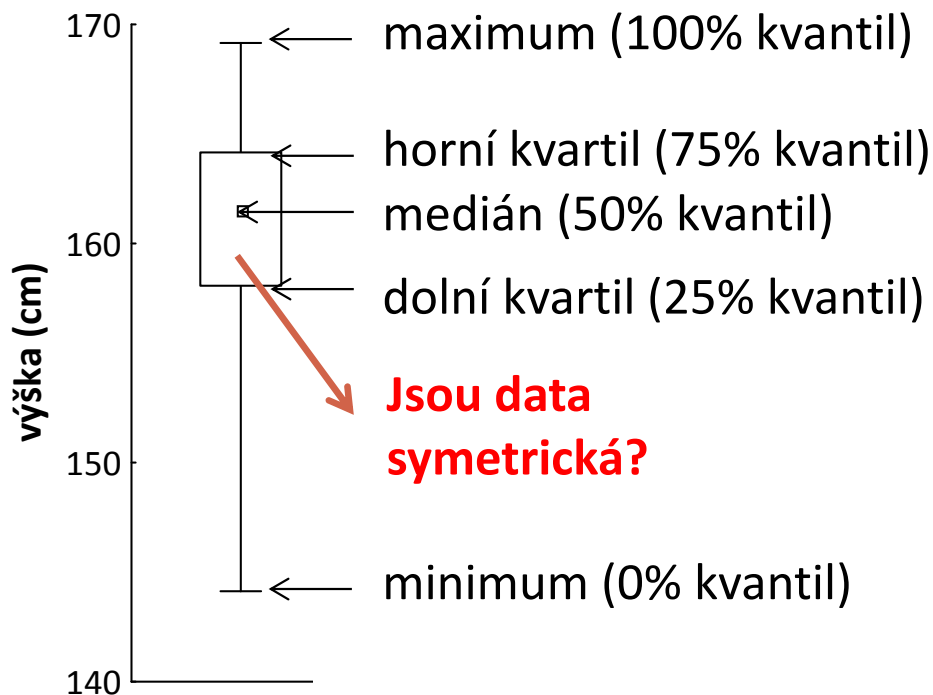 170
maximum (100% kvantil)
horní kvartil (75% kvantil)
medián (50% kvantil)
160
dolní kvartil (25% kvantil)
výška (cm)
Jsou data
symetrická?
150
minimum (0% kvantil)
140